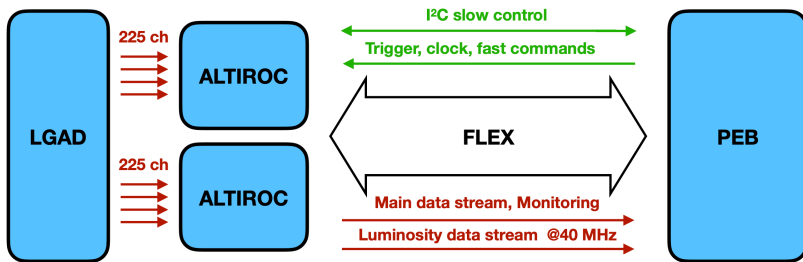 I²C slow control
225 ch
Trigger, clock, fast commands
ALTIROC
LGAD
FLEX
PEB
225 ch
ALTIROC
Main data stream, Monitoring
Luminosity data stream @40 MHz